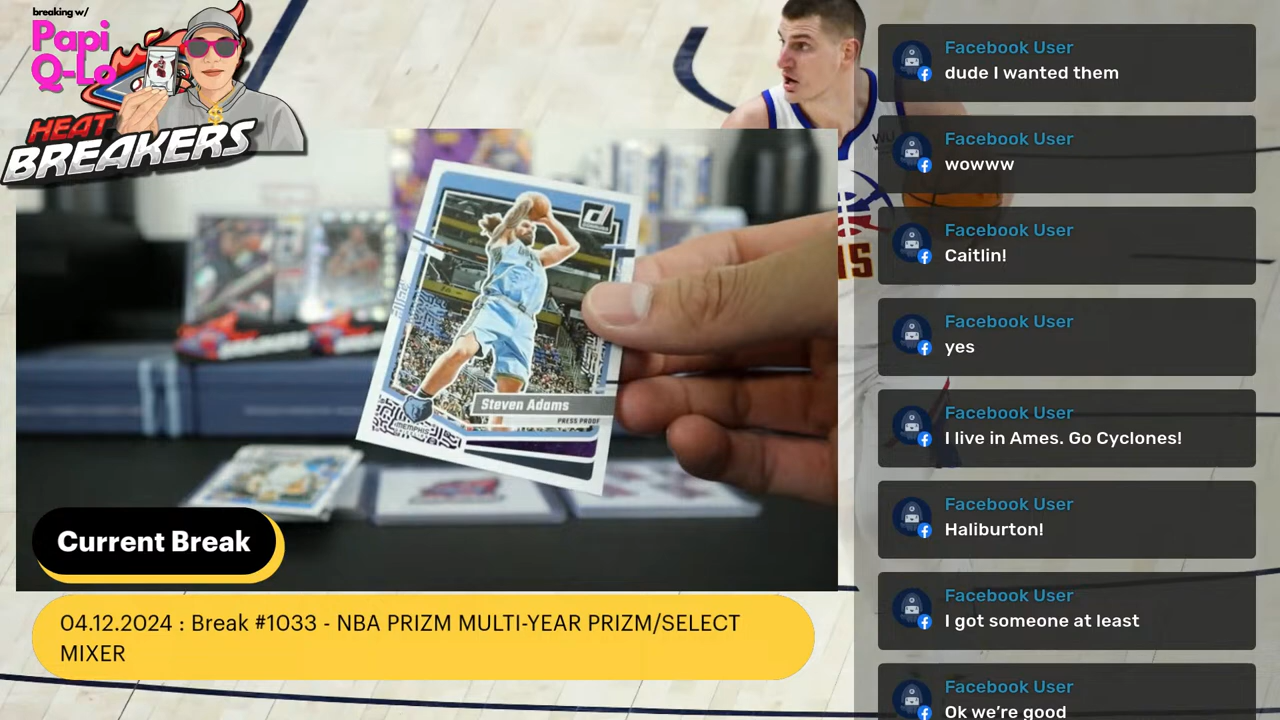 breaking w/
Papi
Q-Lo
HEAT
BREAKERS
Steven Adams
PRESS PROOF
MEMPHIS
Current Break
04.12.2024 : Break #1033 - NBA PRIZM MULTI-YEAR PRIZM/SELECT
MIXER
Facebook User
dude I wanted them
Facebook User
wowww
Facebook User
Caitlin!
Facebook User
yes
Facebook User
I live in Ames. Go Cyclones!
Facebook User
Haliburton!
Facebook User
I got someone at least
Facebook User
Ok we're good